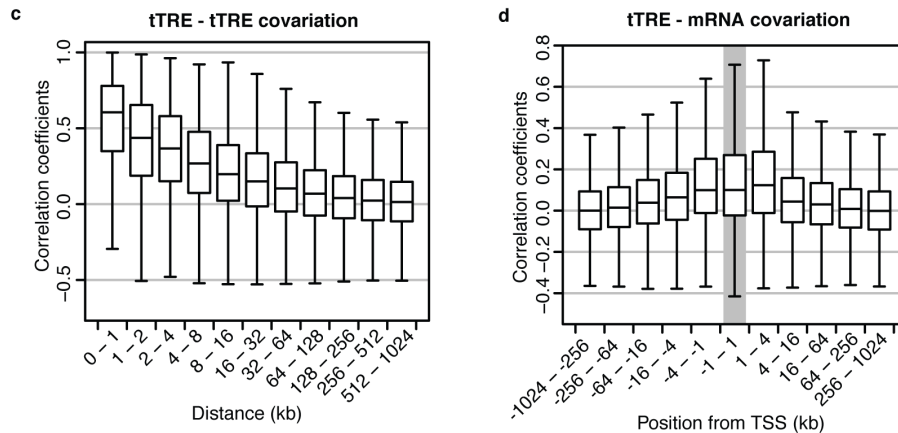 c
tTRE - tTRE covariation
Correlation coefficients
1.0
0.5
0.0
−0.5
0 − 1
1 − 2
2 − 4
4 − 8
8 − 16
16 − 32
32 − 64
64 − 128
128 − 256
256 − 512
512 − 1024
Distance (kb)
d
tTRE - mRNA covariation
Correlation coefficients
0.8
0.6
0.4
0.2
0.0
−0.2
−0.4
-1024 − -256
-256 − -64
-64 − -16
-16 − -4
-4 − -1
-1 − 1
1 − 4
4 − 16
16 − 64
64 − 256
256 − 1024
Position from TSS (kb)